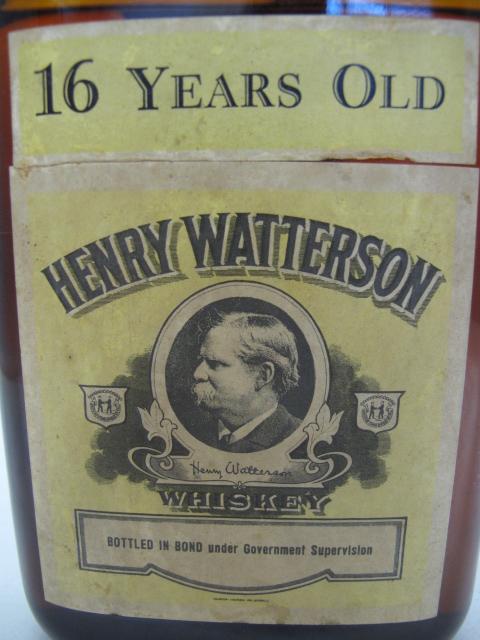 16 YEARS OLD
HENRY WATTERSON
Henry Watterson
WHISKEY
BOTTLED IN BOND under Government Supervision